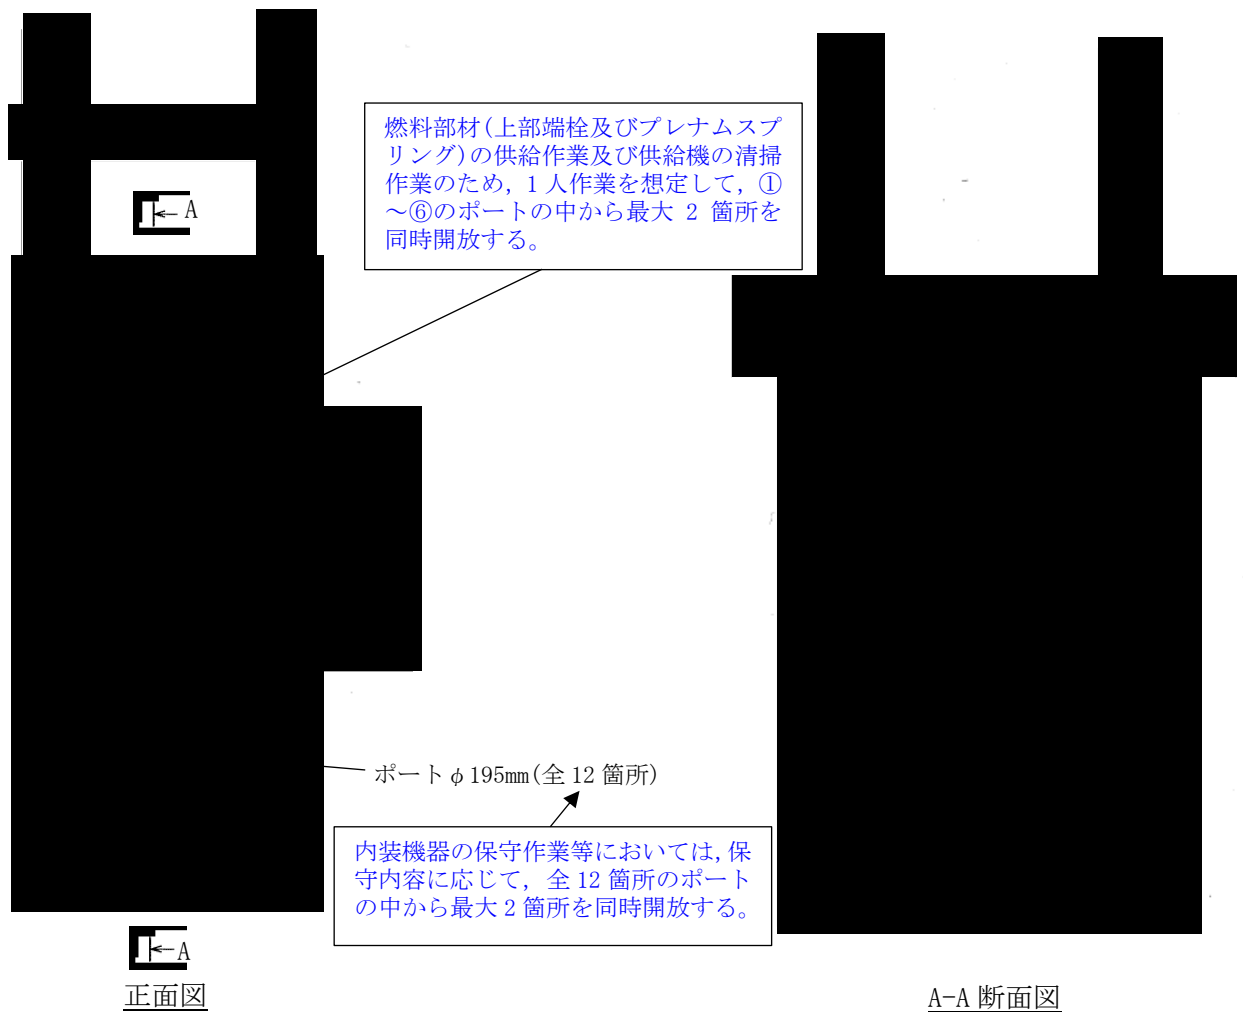 燃料部材(上部端栓及びプレナムスプ
リング)の供給作業及び供給機の清掃
作業のため, 1人作業を想定して, ①
～⑥のポートの中から最大 2 箇所を
同時開放する。
A
ポートφ195mm(全 12 箇所)
内装機器の保守作業等においては, 保
守内容に応じて, 全 12 箇所のポート
の中から最大 2 箇所を同時開放する。
A
正面図
A-A 断面図